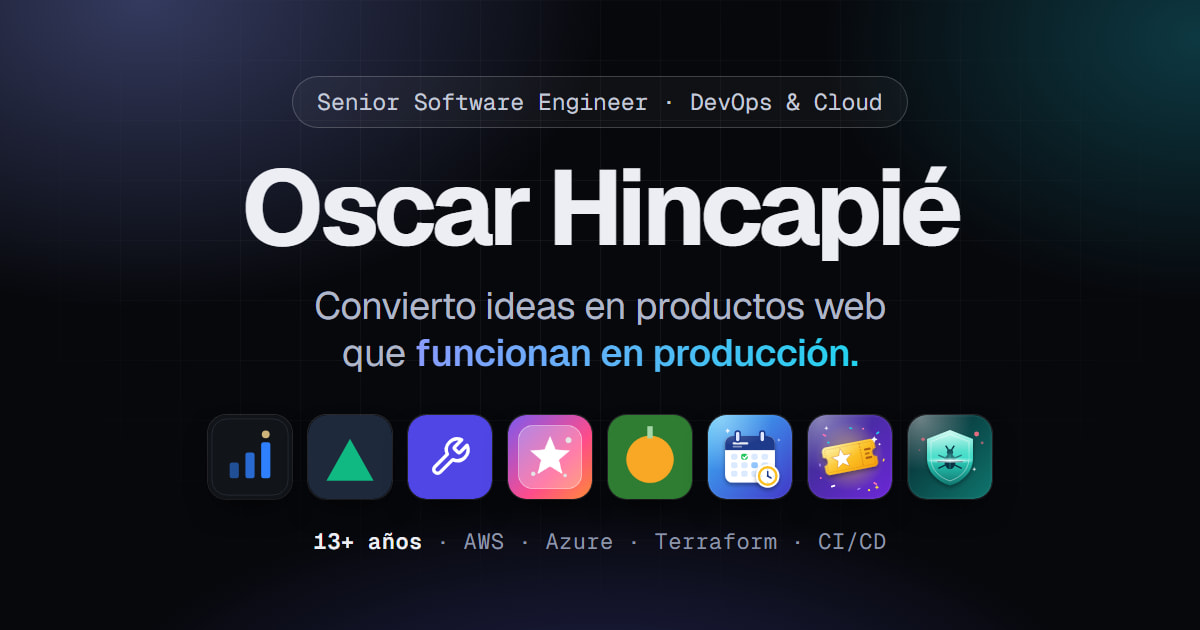 Senior Software Engineer · DevOps & Cloud
Oscar Hincapié
Convierto ideas en productos web
que funcionan en producción.
13+ años · AWS · Azure · Terraform · CI/CD